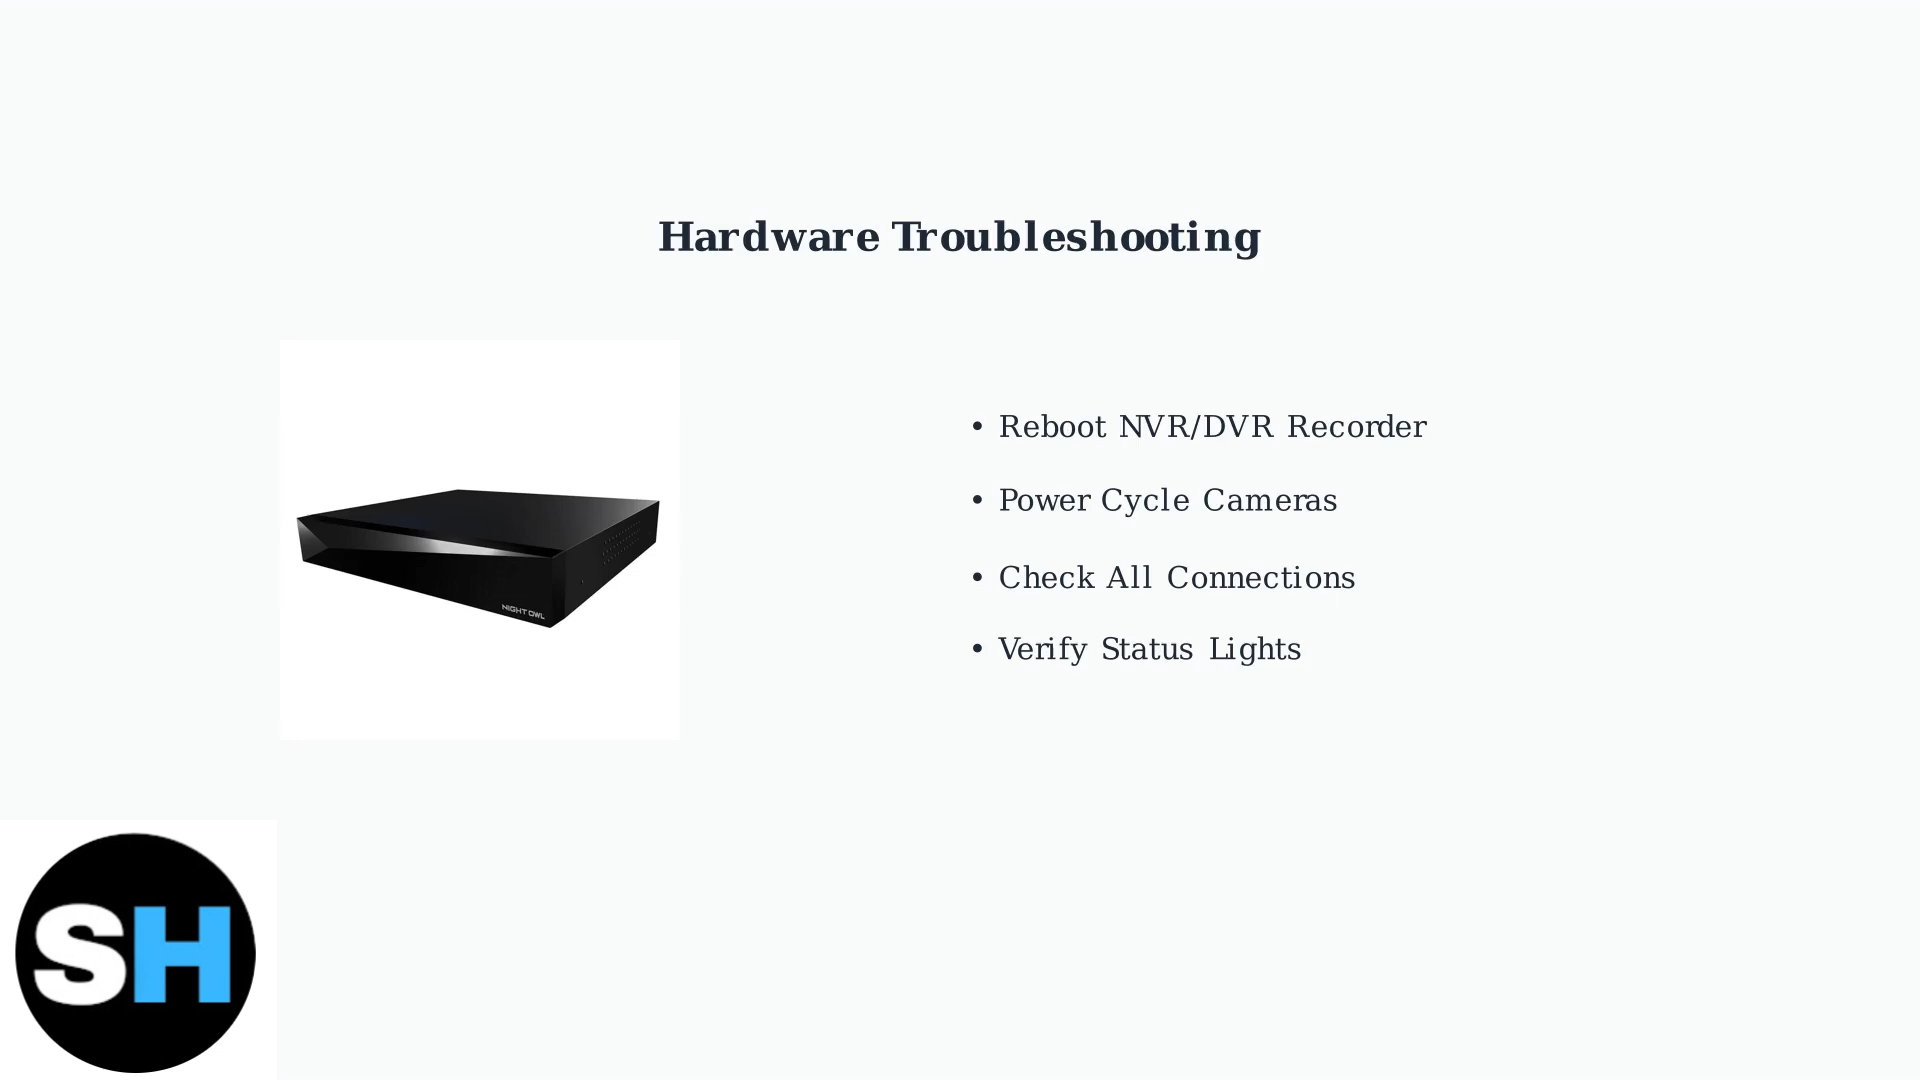 Hardware Troubleshooting
• Reboot NVR/DVR Recorder
• Power Cycle Cameras
• Check All Connections
• Verify Status Lights
NIGHT OWL
SH